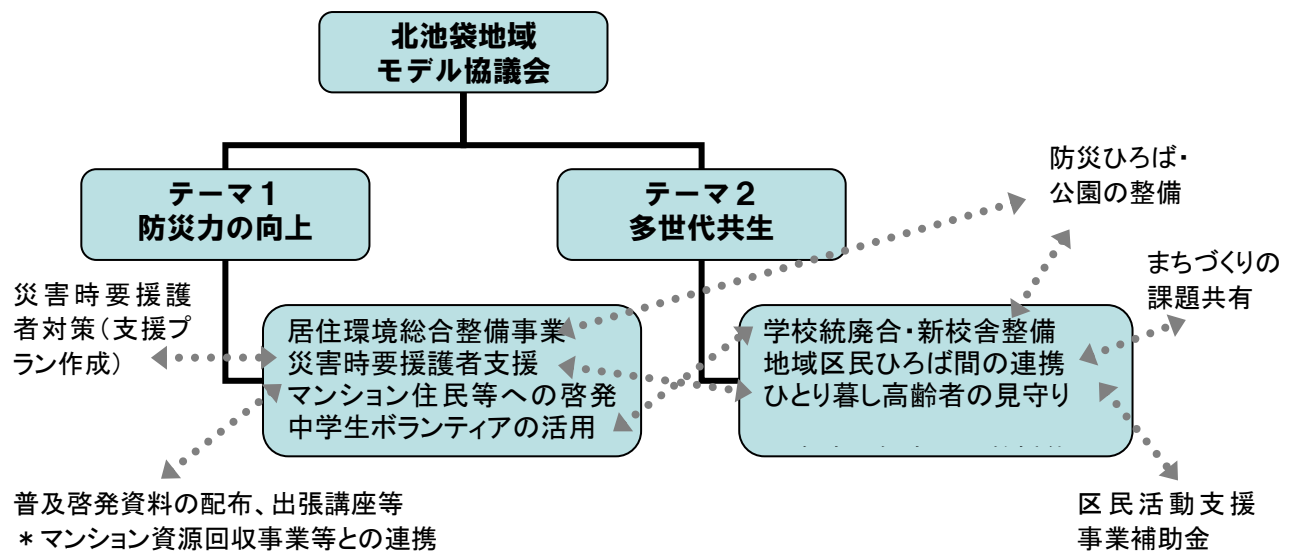 北池袋地域
モデル協議会
テーマ1
防災力の向上
テーマ2
多世代共生
防災ひろば・
公園の整備
まちづくりの
課題共有
災害時要援護
者対策(支援プ
ラン作成)
居住環境総合整備事業
災害時要援護者支援
マンション住民等への啓発
中学生ボランティアの活用
学校統廃合・新校舎整備
地域区民ひろば間の連携
ひとり暮し高齢者の見守り
普及啓発資料の配布、出張講座等
*マンション資源回収事業等との連携
区民活動支援
事業補助金